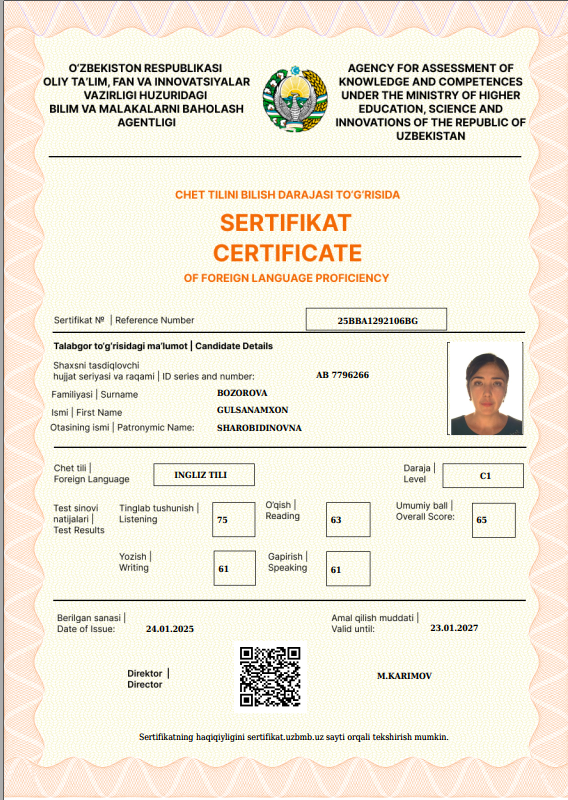 O‘ZBEKISTON RESPUBLIKASI
OLIY TA’LIM, FAN VA INNOVATSIYALAR
VAZIRLIGI HUZURIDAGI
BILIM VA MALAKALARNI BAHOLASH
AGENTLIGI
AGENCY FOR ASSESSMENT OF
KNOWLEDGE AND COMPETENCES
UNDER THE MINISTRY OF HIGHER
EDUCATION, SCIENCE AND
INNOVATIONS OF THE REPUBLIC OF
UZBEKISTAN
CHET TILINI BILISH DARAJASI TO‘G‘RISIDA
SERTIFIKAT
CERTIFICATE
OF FOREIGN LANGUAGE PROFICIENCY
Sertifikat № | Reference Number 25BBA1292106BG
Talabgor to‘g‘risidagi ma’lumot | Candidate Details
Shaxsni tasdiqlovchi
hujjat seriyasi va raqami | ID series and number: AB 7796266
Familiyasi | Surname BOZOROVA
Ismi | First Name GULSANAMXON
Otasining ismi | Patronymic Name: SHAROBIDINOVNA
Chet tili |
Foreign Language INGLIZ TILI
Daraja |
Level C1
Test sinovi
natijalari |
Test Results
Tinglab tushunish |
Listening 75
O‘qish |
Reading 63
Umumiy ball |
Overall Score: 65
Yozish |
Writing 61
Gapirish |
Speaking 61
Berilgan sanasi |
Date of Issue: 24.01.2025
Amal qilish muddati |
Valid until: 23.01.2027
Direktor |
Director
M.KARIMOV
Sertifikatning haqiqiyligini sertifikat.uzbmb.uz sayti orqali tekshirish mumkin.